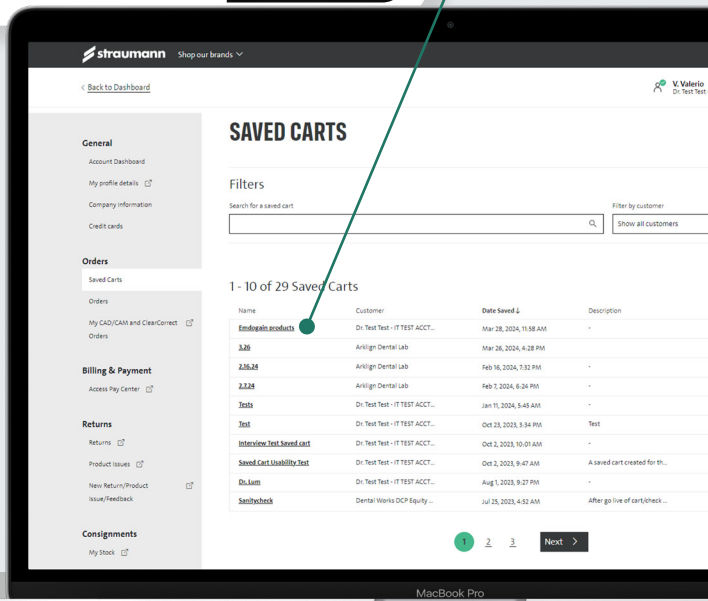 straumann Shop our brands
< Back to Dashboard
V. Valerio
Dr. Test Test
General
Account Dashboard
My profile details
Company Information
Credit cards
Orders
Saved Carts
Orders
My CAD/CAM and ClearCorrect
Orders
Billing & Payment
Access Pay Center
Returns
Returns
Product Issues
New Return/Product
Issue/Feedback
Consignments
My Stock
SAVED CARTS
Filters
Search for a saved cart Filter by customer
Show all customers
1 - 10 of 29 Saved Carts
Name Customer Date Saved ↓ Description
Emdogain products Dr. Test Test - IT TEST ACCT... Mar 28, 2024, 11:58 AM -
3.26 Arklign Dental Lab Mar 26, 2024, 4:28 PM
2.16.24 Arklign Dental Lab Feb 16, 2024, 7:32 PM -
2.7.24 Arklign Dental Lab Feb 7, 2024, 6:24 PM -
Tests Dr. Test Test - IT TEST ACCT... Jan 11, 2024, 5:45 AM -
Test Dr. Test Test - IT TEST ACCT... Oct 23, 2023, 3:34 PM Test
Interview Test Saved cart Dr. Test Test - IT TEST ACCT... Oct 2, 2023, 10:01 AM -
Saved Cart Usability Test Dr. Test Test - IT TEST ACCT... Oct 2, 2023, 9:47 AM A saved cart created for th...
Dr. Lum Dr. Test Test - IT TEST ACCT... Aug 1, 2023, 9:27 PM -
Sanitycheck Dental Works OCP Equity ... Jul 25, 2023, 4:52 AM After go live of cart/check ...
1 2 3 Next >
MacBook Pro